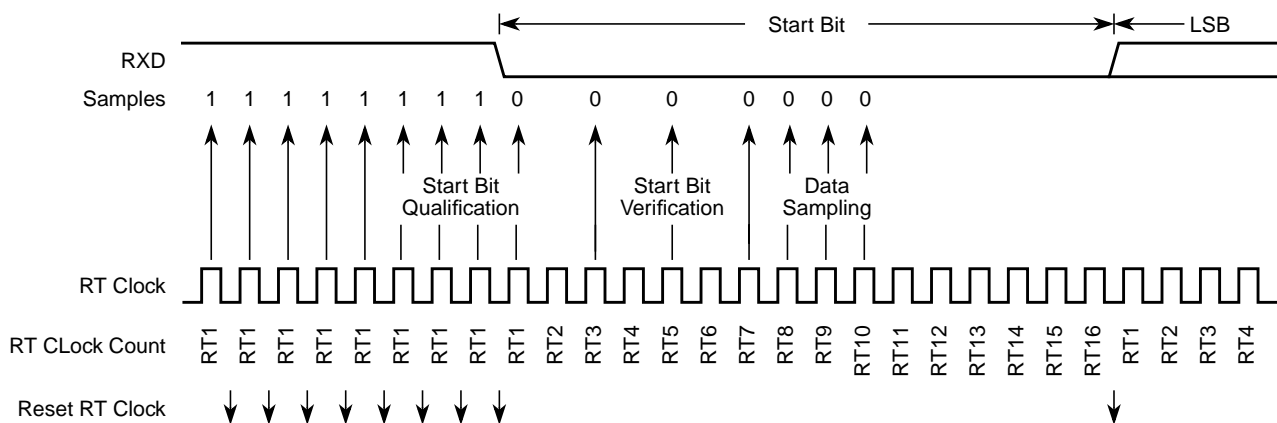 Start Bit LSB
RXD
Samples 1 1 1 1 1 1 1 1 0 0 0 0 0 0 0
Start Bit Qualification
Start Bit Verification
Data Sampling
RT Clock
RT CLock Count RT1 RT1 RT1 RT1 RT1 RT1 RT1 RT1 RT1 RT2 RT3 RT4 RT5 RT6 RT7 RT8 RT9 RT10 RT11 RT12 RT13 RT14 RT15 RT16 RT1 RT2 RT3 RT4
Reset RT Clock